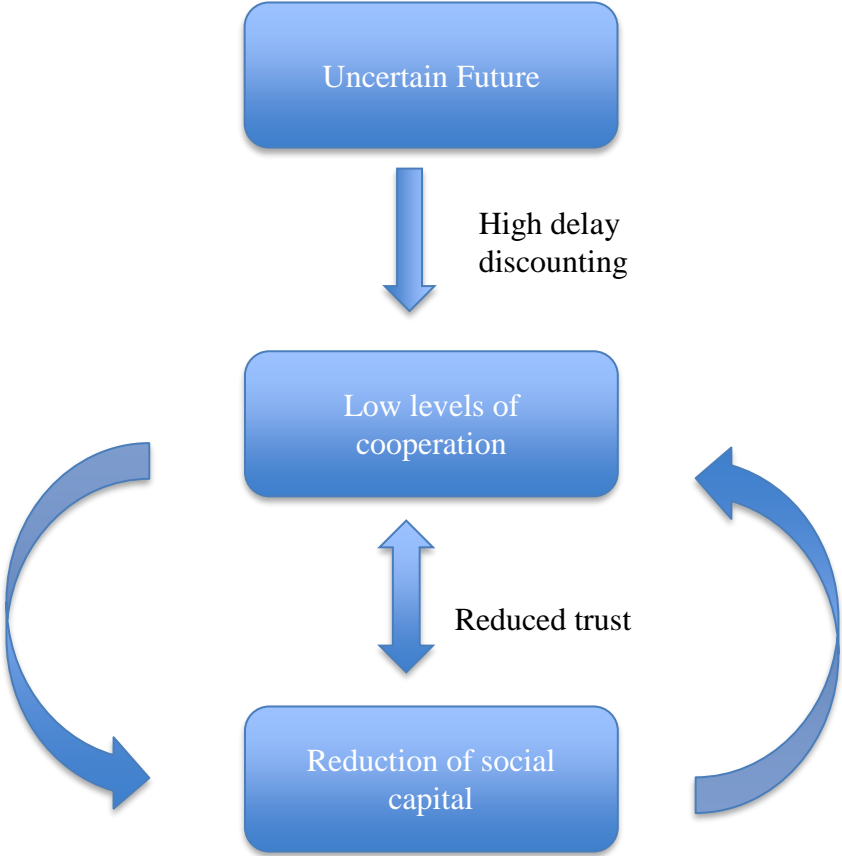 Uncertain Future
High delay
discounting
Low levels of
cooperation
Reduced trust
Reduction of social
capital